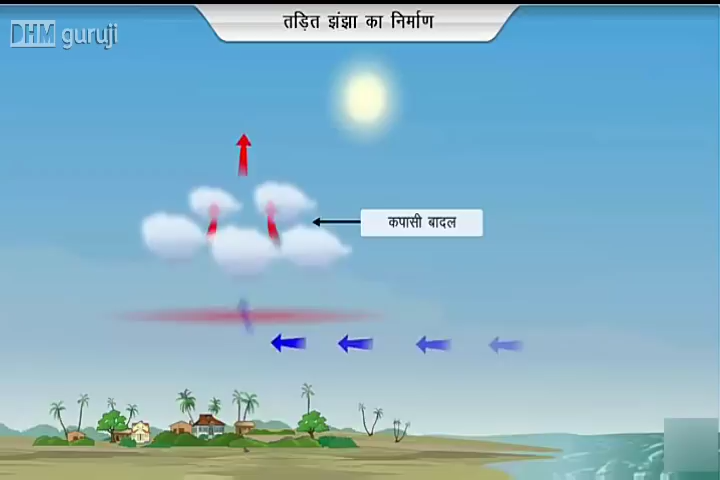 तड़ित झंझा का निर्माण
DHM guruji
कपासी बादल